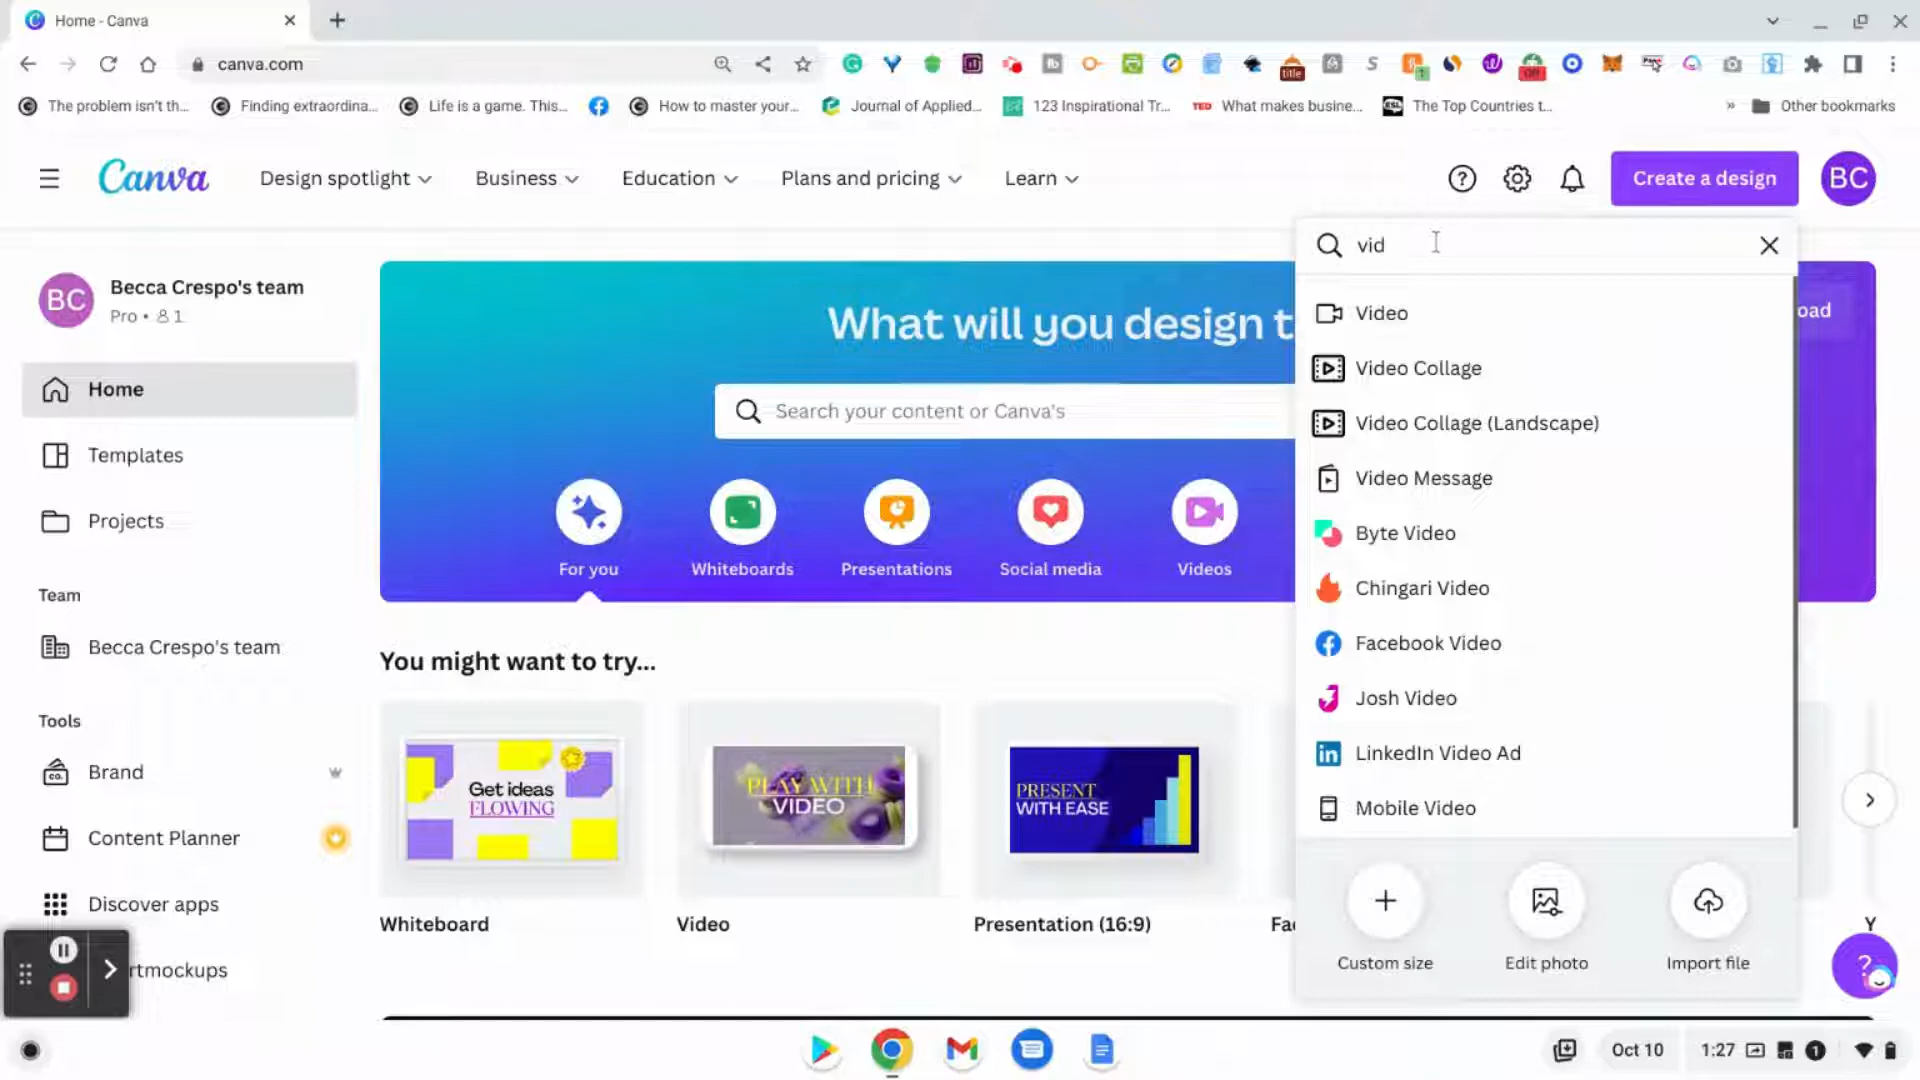 Home - Canva
canva.com
title
Off
The problem isn't th...
Finding extraordina...
Life is a game. This...
How to master your...
Journal of Applied...
123 Inspirational Tr...
TED
What makes busine...
ESL
The Top Countries t...
»
Other bookmarks
Canva
Design spotlight
Business
Education
Plans and pricing
Learn
Create a design
BC
BC
Becca Crespo's team
Pro • 1
Home
Templates
Projects
Team
Becca Crespo's team
Tools
Brand
Content Planner
Discover apps
rtmockups
What will you design t
oad
Search your content or Canva's
For you
Whiteboards
Presentations
Social media
Videos
You might want to try...
Get ideas
FLOWING
PLAY WITH
VIDEO
PRESENT
WITH EASE
Whiteboard
Video
Presentation (16:9)
Fa
Y
vid
Video
Video Collage
Video Collage (Landscape)
Video Message
Byte Video
Chingari Video
Facebook Video
Josh Video
LinkedIn Video Ad
Mobile Video
Custom size
Edit photo
Import file
?
Oct 10
1:27
1